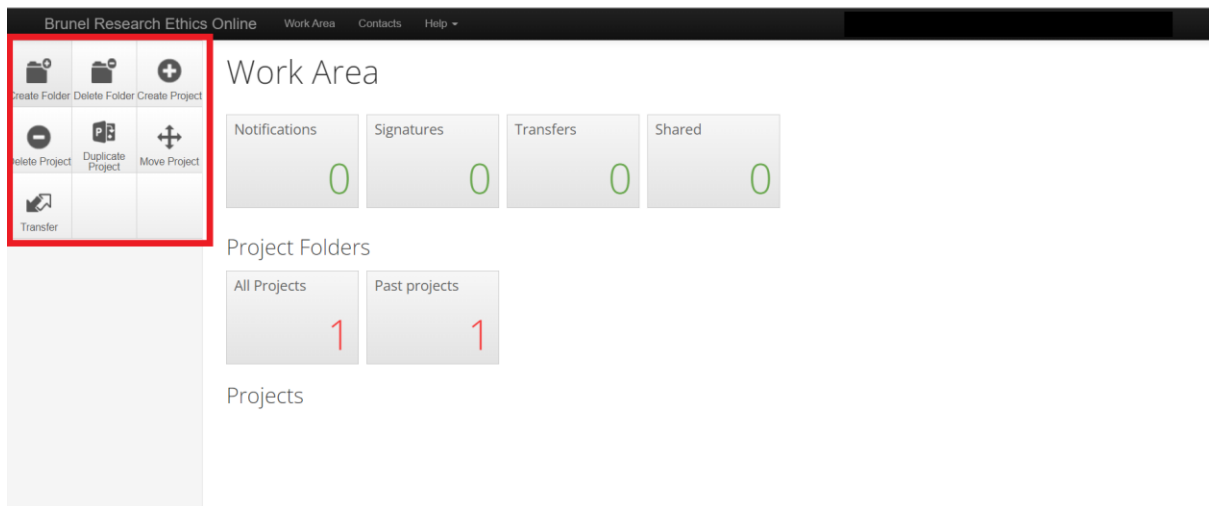 Brunel Research Ethics Online Work Area Contacts Help
Create Folder Delete Folder Create Project
Delete Project Duplicate Project Move Project
Transfer
Work Area
Notifications Signatures Transfers Shared
0 0 0 0
Project Folders
All Projects Past projects
1 1
Projects